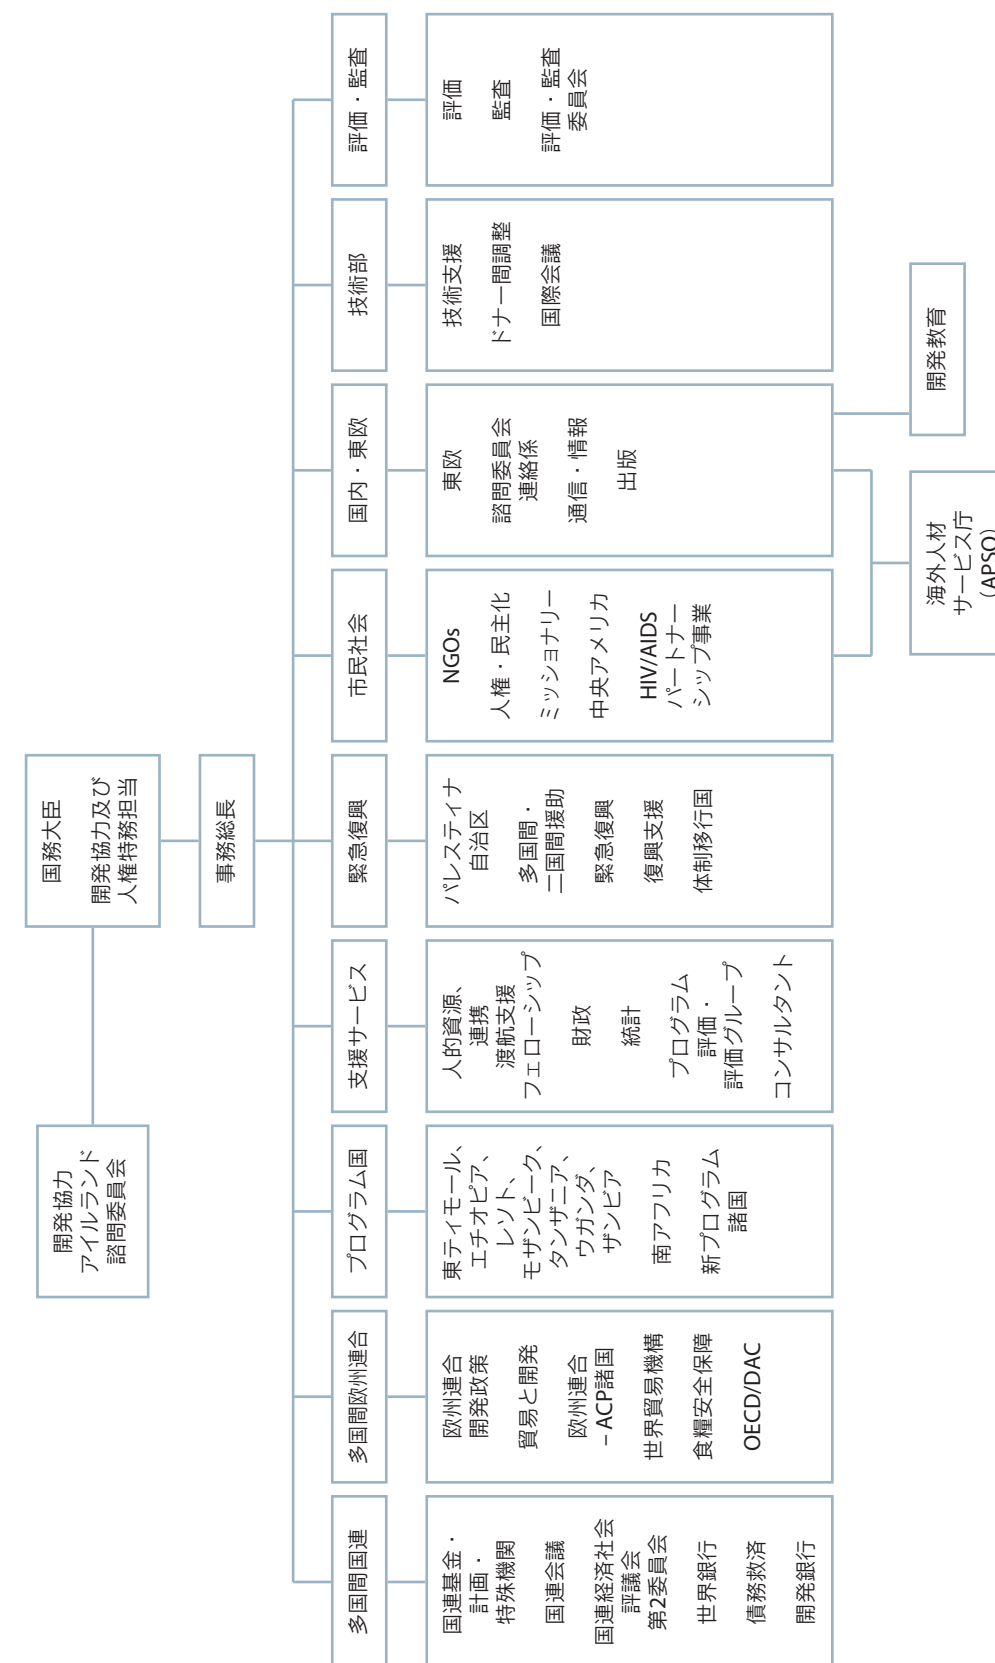 国務大臣
開発協力及び
人権特務担当
開発協力
アイルランド
諮問委員会
事務総長
多国間国連
国連基金・
計画・
特殊機関
国連会議
国連経済社会
評議会
第2委員会
世界銀行
債務救済
開発銀行
多国間欧州連合
欧州連合
開発政策
貿易と開発
欧州連合
–ACP諸国
世界貿易機構
食糧安全保障
OECD/DAC
プログラム国
東ティモール、
エチオピア、
レソト、
モザンビーク、
タンザニア、
ウガンダ、
ザンビア
南アフリカ
新プログラム
諸国
支援サービス
人的資源、
連携
渡航支援
フェローシップ
財政
統計
プログラム
評価・
評価グループ
コンサルタント
緊急復興
パレスティナ
自治区
多国間・
二国間援助
緊急復興
復興支援
体制移行国
市民社会
NGOs
人権・民主化
ミッショナリー
中央アメリカ
HIV/AIDS
パートナー
シップ事業
国内・東欧
東欧
諮問委員会
連絡係
通信・情報
出版
技術部
技術支援
ドナー間調整
国際会議
評価・監査
評価
監査
評価・監査
委員会
海外人材
サービス庁
（APSO）
開発教育